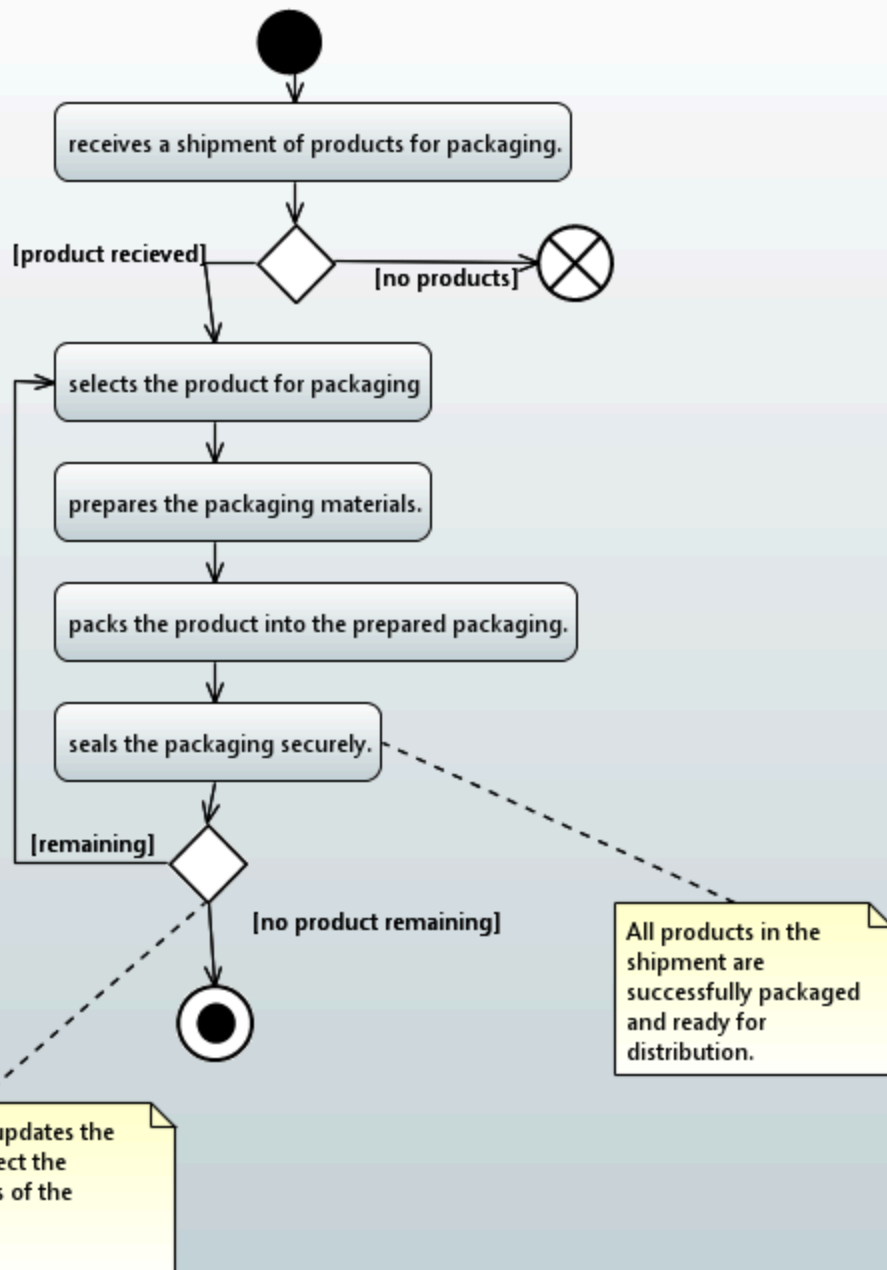 receives a shipment of products for packaging.
[product recieved]
[no products]
selects the product for packaging
prepares the packaging materials.
packs the product into the prepared packaging.
seals the packaging securely.
[remaining]
[no product remaining]
All products in the
shipment are
successfully packaged
and ready for
distribution.
updates the
the
of the